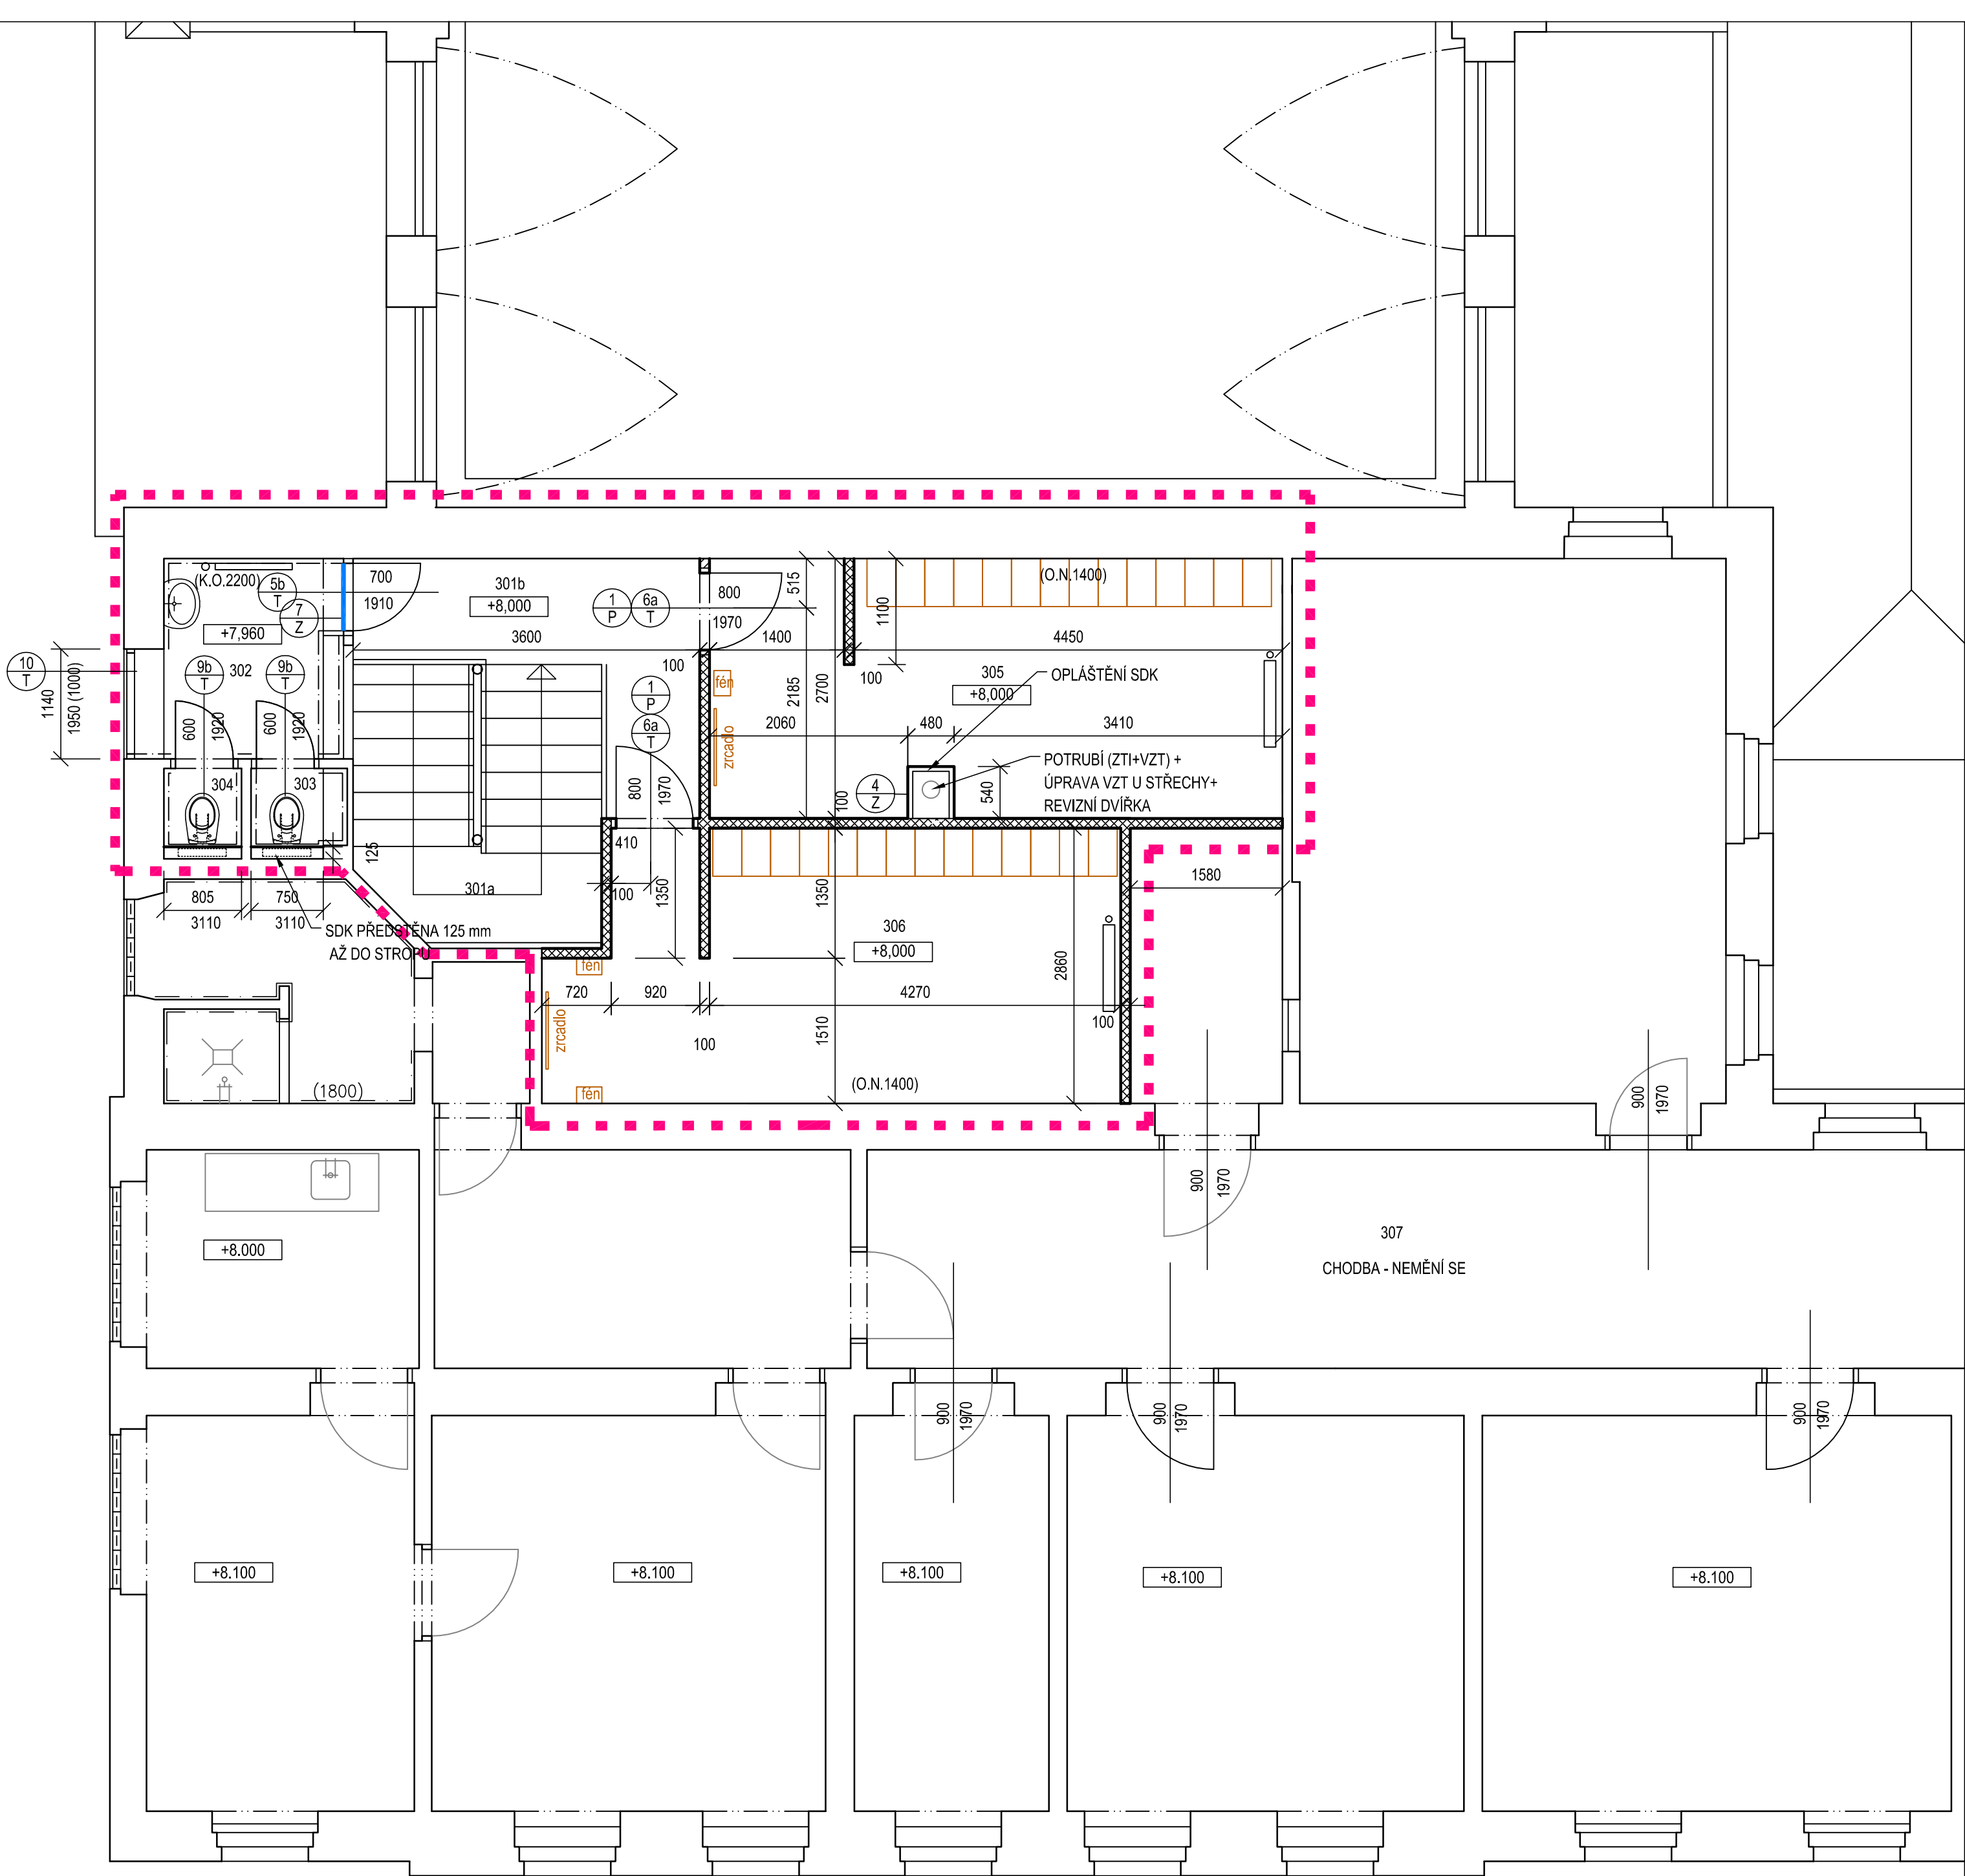 (K.O.2200)
5b
T
7
Z
+7,960
700
1910
301b
+8,000
3600
1
P
6a
T
800
1970
1400
515
1100
(O.N.1400)
4450
100
100
305
+8,000
OPLÁŠTĚNÍ SDK
10
T
1140
1950 (1000)
9b
T
302
9b
T
600
1920
600
1920
304
303
1
P
6a
T
fén
zrcadlo
2185
2700
2060
480
3410
POTRUBÍ (ZTI+VZT) +
ÚPRAVA VZT U STŘECHY+
REVIZNÍ DVÍŘKA
4
Z
540
100
800
1970
410
125
301a
100
1350
1350
1580
805
3110
750
3110
SDK PŘEDSTĚNA 125 mm
AŽ DO STROPU
306
+8,000
2860
fén
720
920
4270
zrcadlo
100
1510
100
(1800)
fén
(O.N.1400)
900
1970
900
1970
+8.000
307
CHODBA - NEMĚNÍ SE
900
1970
900
1970
900
1970
+8.100
+8.100
+8.100
+8.100
+8.100